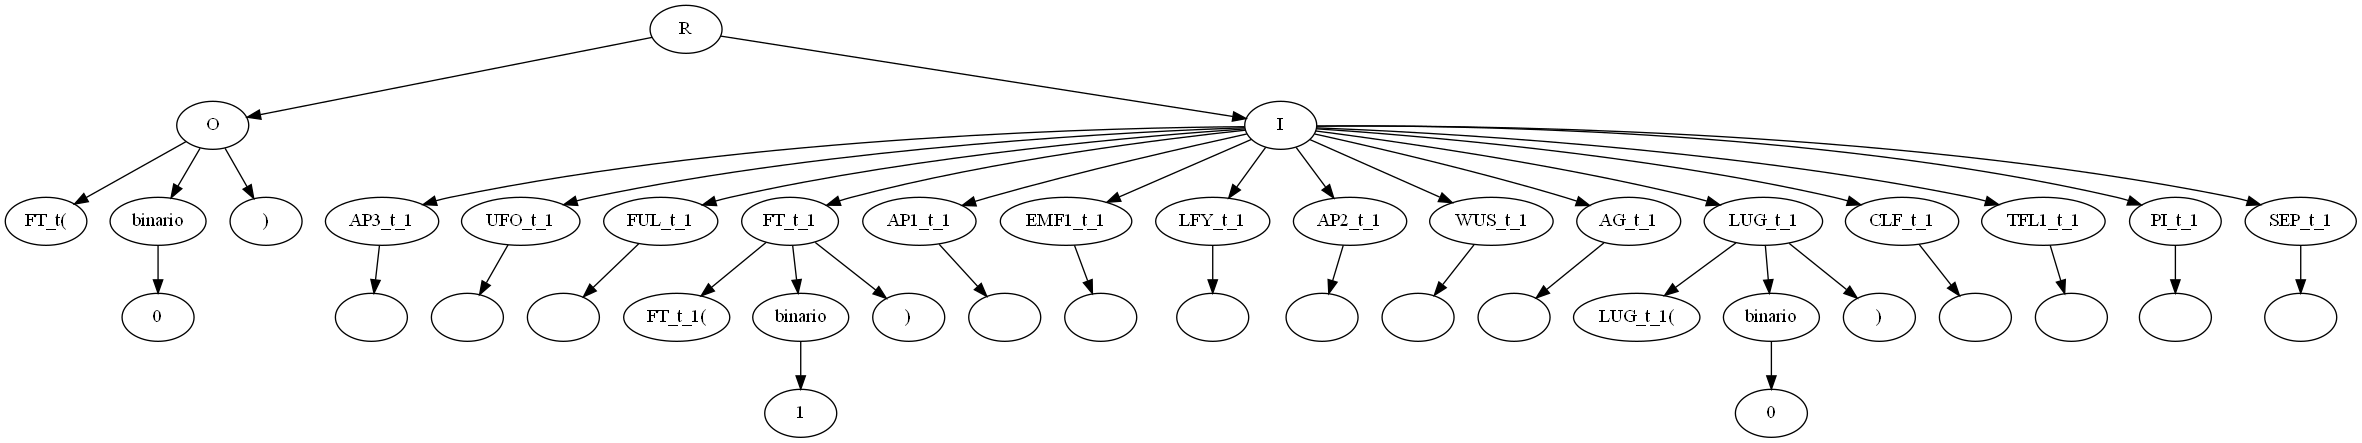 R
O
I
FT_t(
binario
)
AP3_t_1
UFO_t_1
FUL_t_1
FT_t_1
AP1_t_1
EMF1_t_1
LFY_t_1
AP2_t_1
WUS_t_1
AG_t_1
LUG_t_1
CLF_t_1
TFL1_t_1
PI_t_1
SEP_t_1
0
FT_t_1(
binario
)
LUG_t_1(
binario
)
1
0